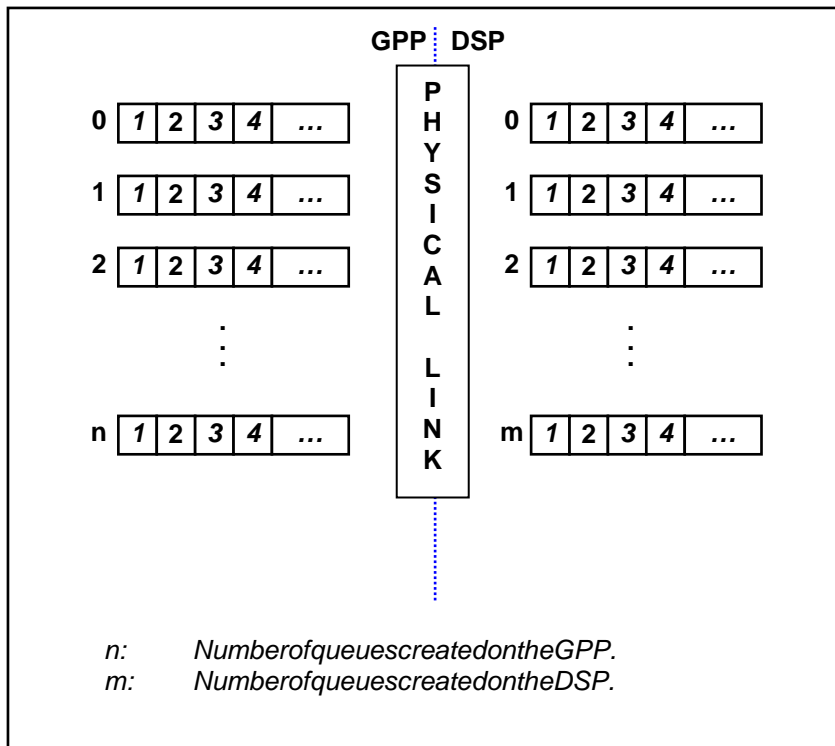 GPP DSP
PHYSICAL LINK
0 1 2 3 4 ... 0 1 2 3 4 ...
1 1 2 3 4 ... 1 1 2 3 4 ...
2 1 2 3 4 ... 2 1 2 3 4 ...
n 1 2 3 4 ... m 1 2 3 4 ...
n: NumberofqueuescreatedontheGPP.
m: NumberofqueuescreatedontheDSP.